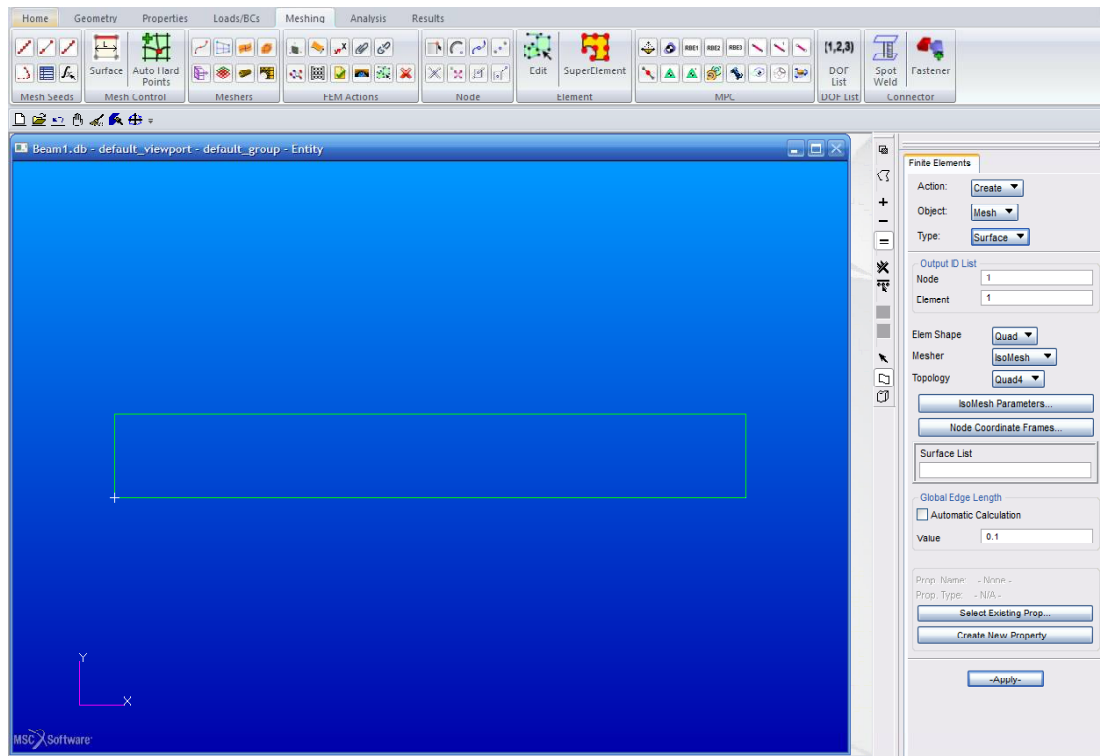 Home Geometry Properties Loads/BCs Meshing Analysis Results
(1,2,3)
Surface Auto Hard Points
Edit SuperElement
RBE1 RBE2 RBE3
DOF List
Spot Weld
Fastener
Mesh Seeds Mesh Control Meshers FEM Actions Node Element MPC DOF List Connector
Beam1.db - default_viewport - default_group - Entity
Finite Elements
Action: Create
Object: Mesh
Type: Surface
Output ID List
Node 1
Element 1
Elem Shape Quad
Mesher IsoMesh
Topology Quad4
IsoMesh Parameters...
Node Coordinate Frames...
Surface List
Global Edge Length
Automatic Calculation
Value 0.1
Prop. Name: - None -
Prop. Type: - N/A -
Select Existing Prop...
Create New Property
-Apply-
Y
X
MSC Software